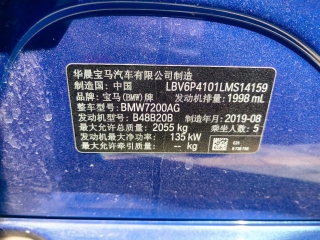 华晨宝马汽车有限公司制造
制造国：中国 LBV6P4101LMS14159
品牌：宝马(BMW)牌 发动机排量：1998 mL
整车型号：BMW7200AG
发动机型号：B48B20B 制造年月：2019-08
最大允许总质量：2055 kg 乘坐人数：5
发动机最大净功率：135 kW
最大允许牵引质量：- kg